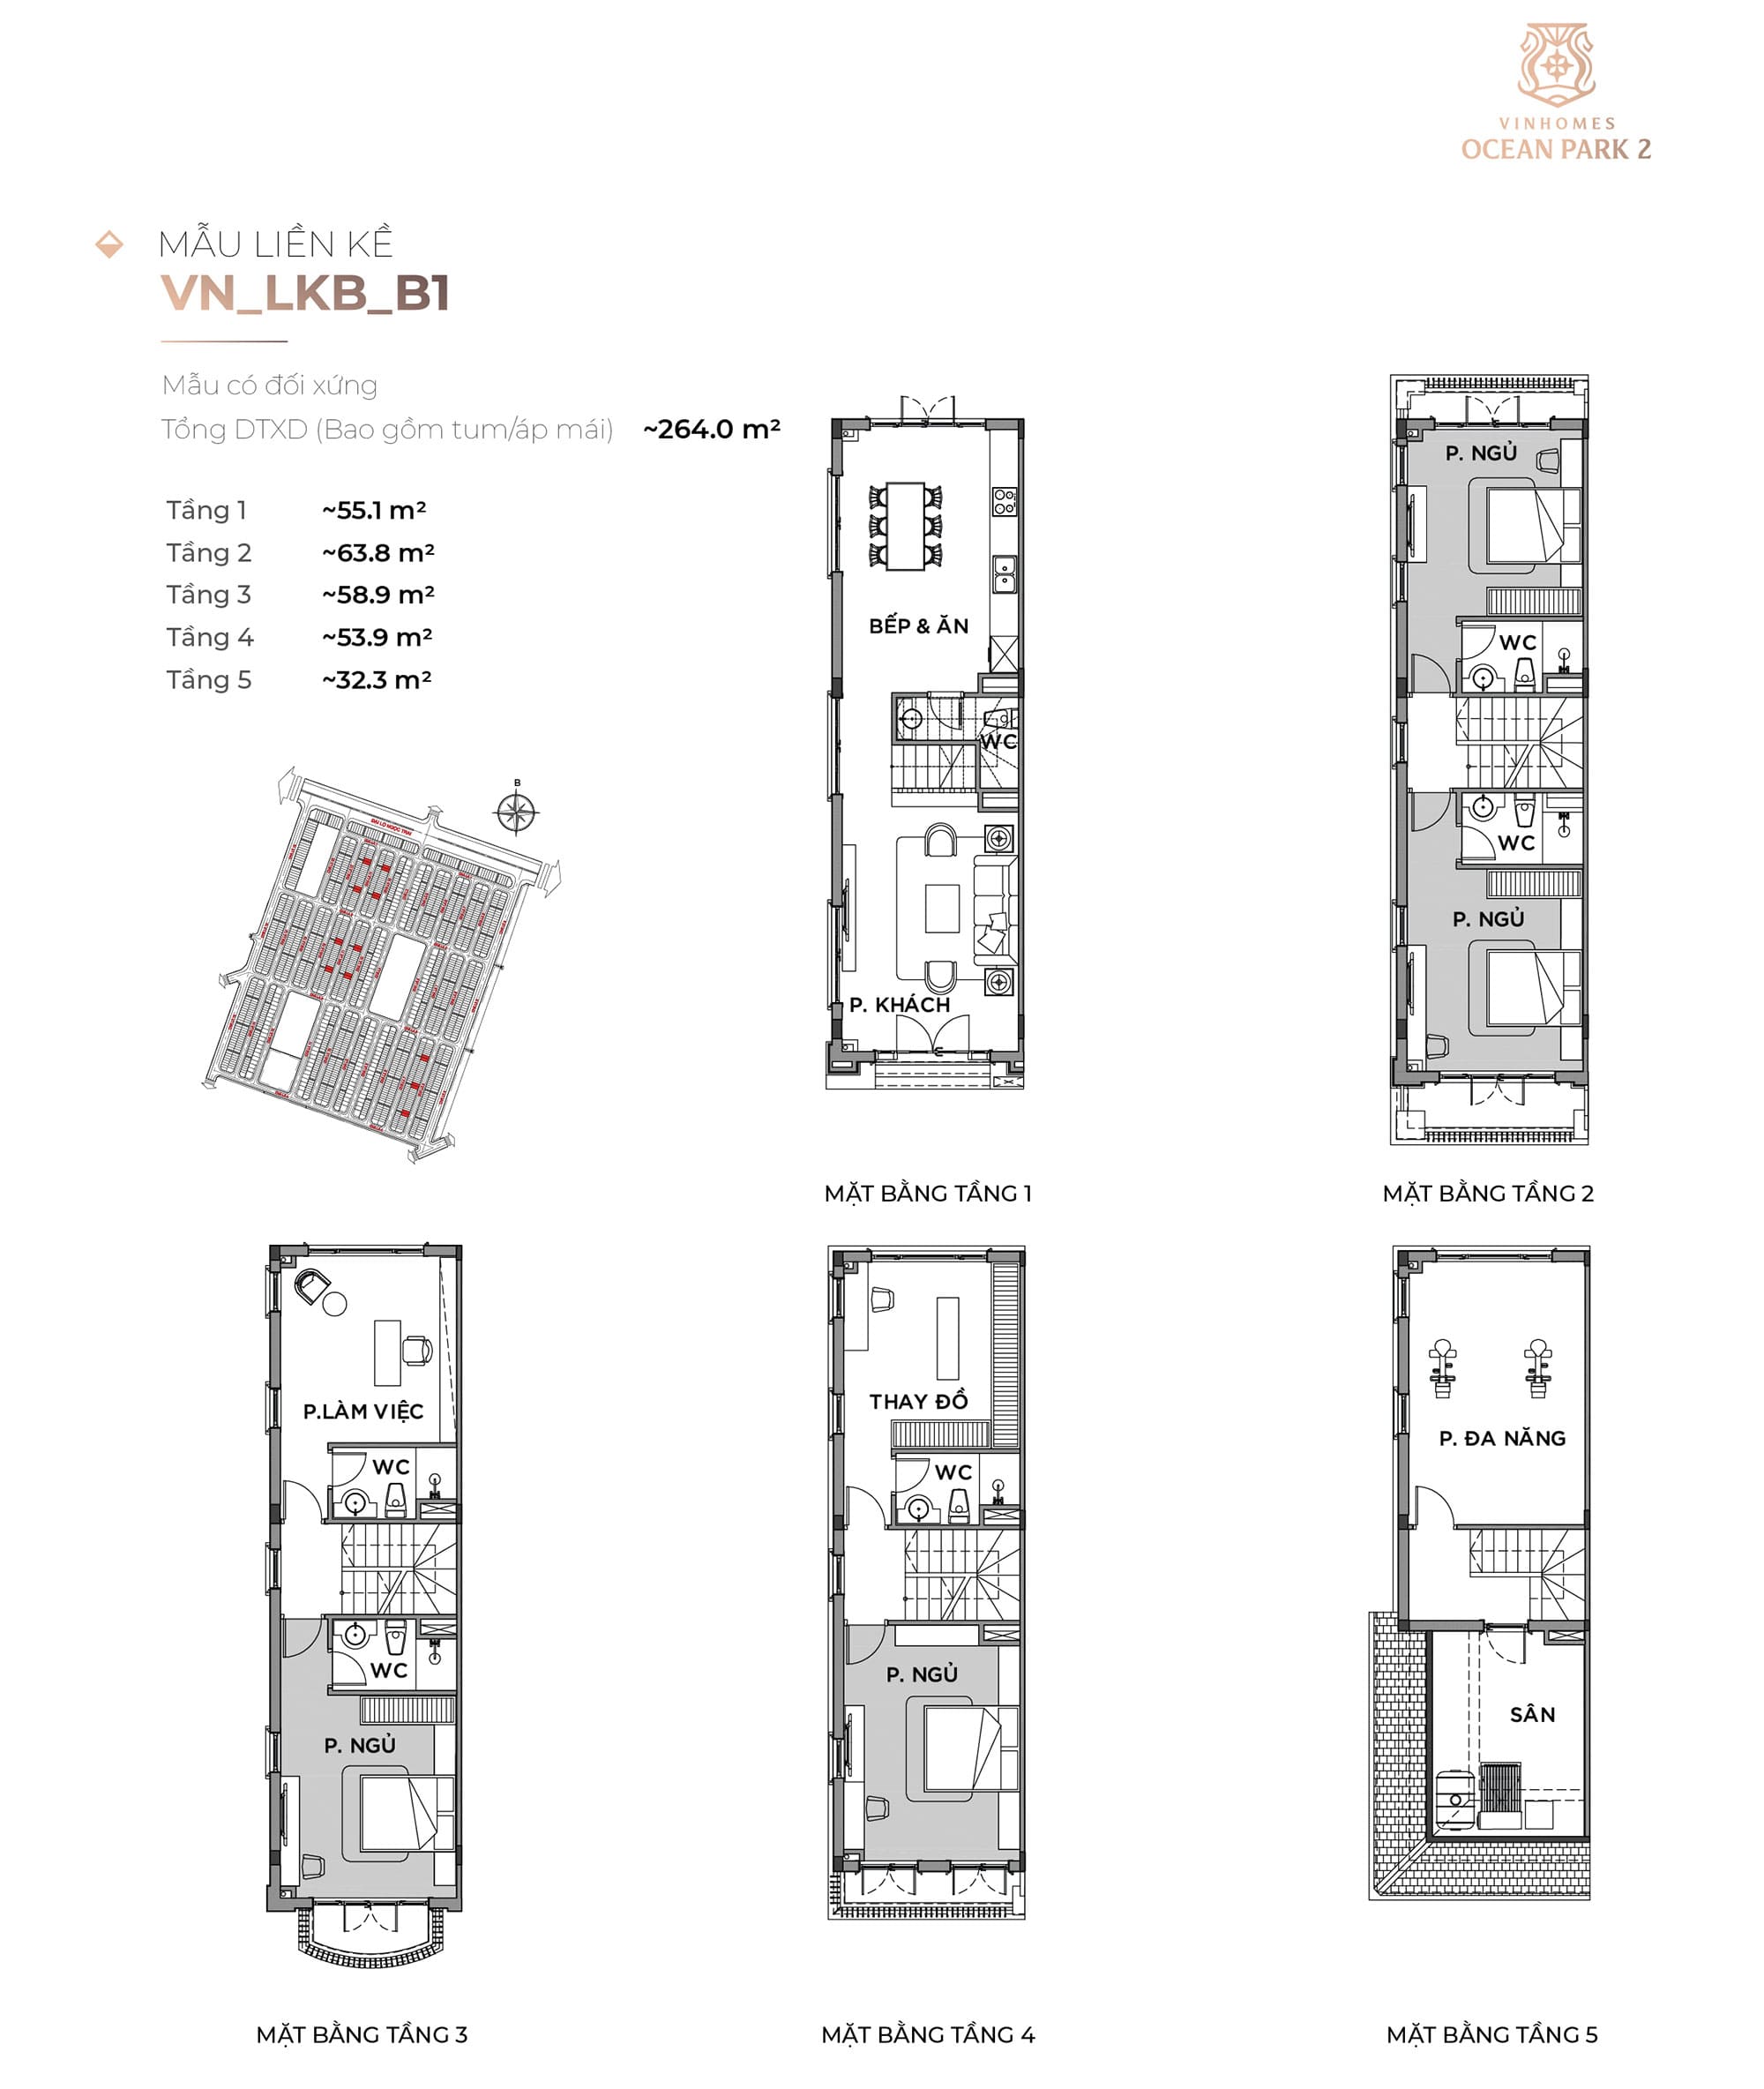 VINHOMES
OCEAN PARK 2
MẪU LIỀN KỀ
VN_LKB_B1
Mẫu có đối xứng
Tổng DTXD (Bao gồm tum/áp mái) ~264.0 m²
Tầng 1 ~55.1 m²
Tầng 2 ~63.8 m²
Tầng 3 ~58.9 m²
Tầng 4 ~53.9 m²
Tầng 5 ~32.3 m²
B
ĐẠI LỘ NGỌC TRAI
BẾP & ĂN
WC
P. KHÁCH
MẶT BẰNG TẦNG 1
P. NGỦ
WC
WC
P. NGỦ
MẶT BẰNG TẦNG 2
P.LÀM VIỆC
WC
WC
P. NGỦ
MẶT BẰNG TẦNG 3
THAY ĐỒ
WC
P. NGỦ
MẶT BẰNG TẦNG 4
P. ĐA NĂNG
SÂN
MẶT BẰNG TẦNG 5